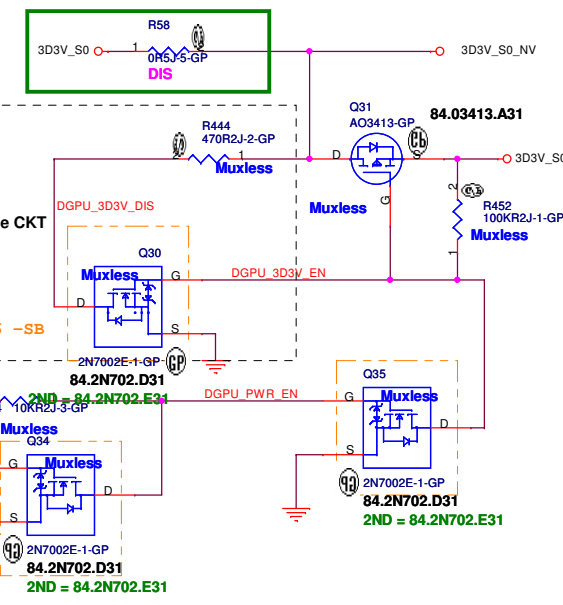 R58
3D3V_S0
1
0R5J-5-GP
DIS
3D3V_S0_NV
Q31
AO3413-GP
84.03413.A31
R444
470R2J-2-GP
2
1
Muxless
D
S
G
3D3V_S0
Muxless
2
R452
100KR2J-1-GP
Muxless
1
DGPU_3D3V_DIS
e CKT
Q30
Muxless
G
DGPU_3D3V_EN
D
S
-SB
2N7002E-1-GP
GP
84.2N702.D31
2ND = 84.2N702.E31
10KR2J-3-GP
Muxless
DGPU_PWR_EN
Q35
G
Muxless
D
S
2N7002E-1-GP
84.2N702.D31
2ND = 84.2N702.E31
Q34
G
Muxless
D
S
2N7002E-1-GP
84.2N702.D31
2ND = 84.2N702.E31